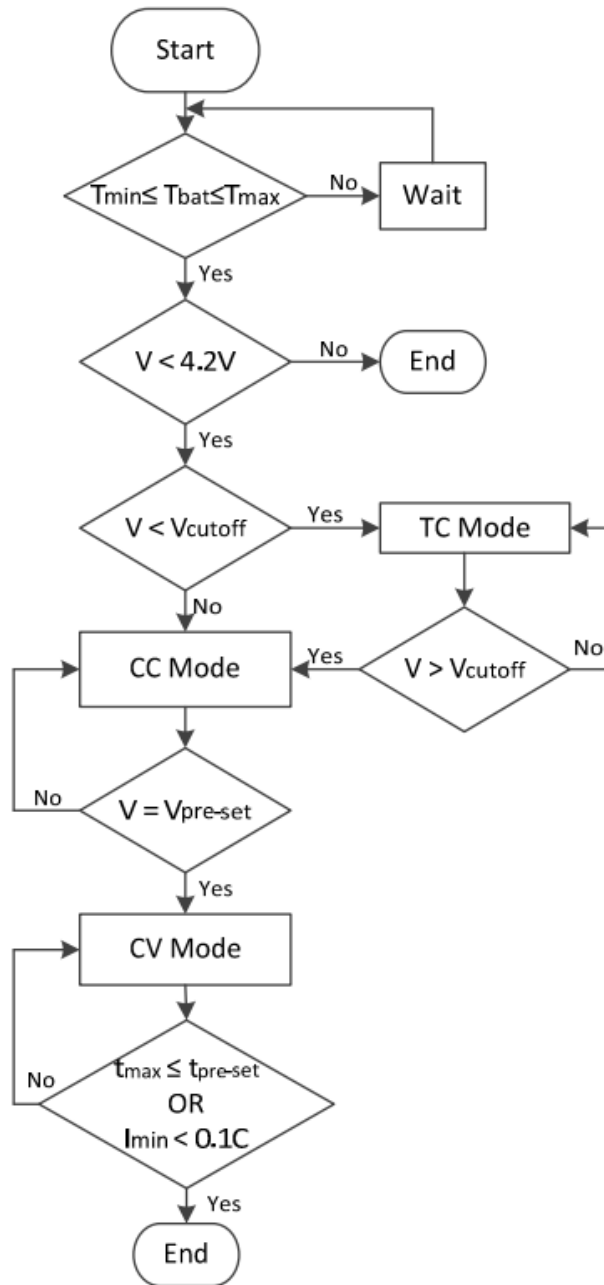 Start
Tmin≤ Tbat≤Tmax
No
Wait
Yes
V < 4.2V
No
End
Yes
V < Vcutoff
Yes
TC Mode
No
CC Mode
Yes
V > Vcutoff
No
No
V = Vpre-set
Yes
CV Mode
No
tmax ≤ tpre-set
OR
Imin < 0.1C
Yes
End